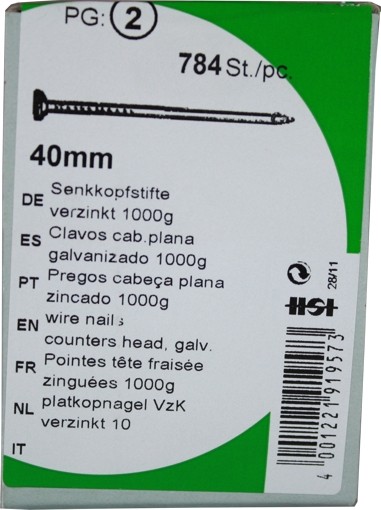 PG: 2
784 St./pc.
40mm
DE Senkkopfstifte
verzinkt 1000g
ES Clavos cab.plana
galvanizado 1000g
PT Pregos cabeça plana
zincado 1000g
EN wire nails
counters head, galv.
FR Pointes tête fraisée
zinguées 1000g
NL platkopnagel VzK
verzinkt 10
IT
28/11
HSI
4 001221 919573